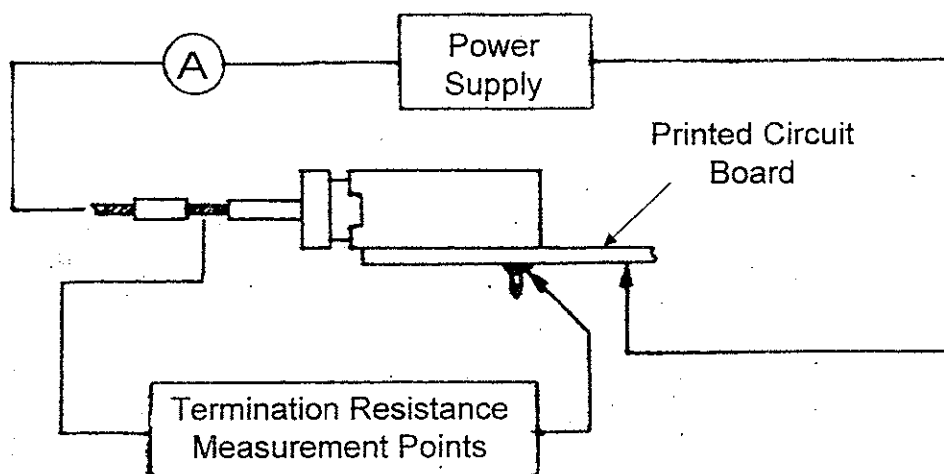 A
Power
Supply
Printed Circuit
Board
Termination Resistance
Measurement Points